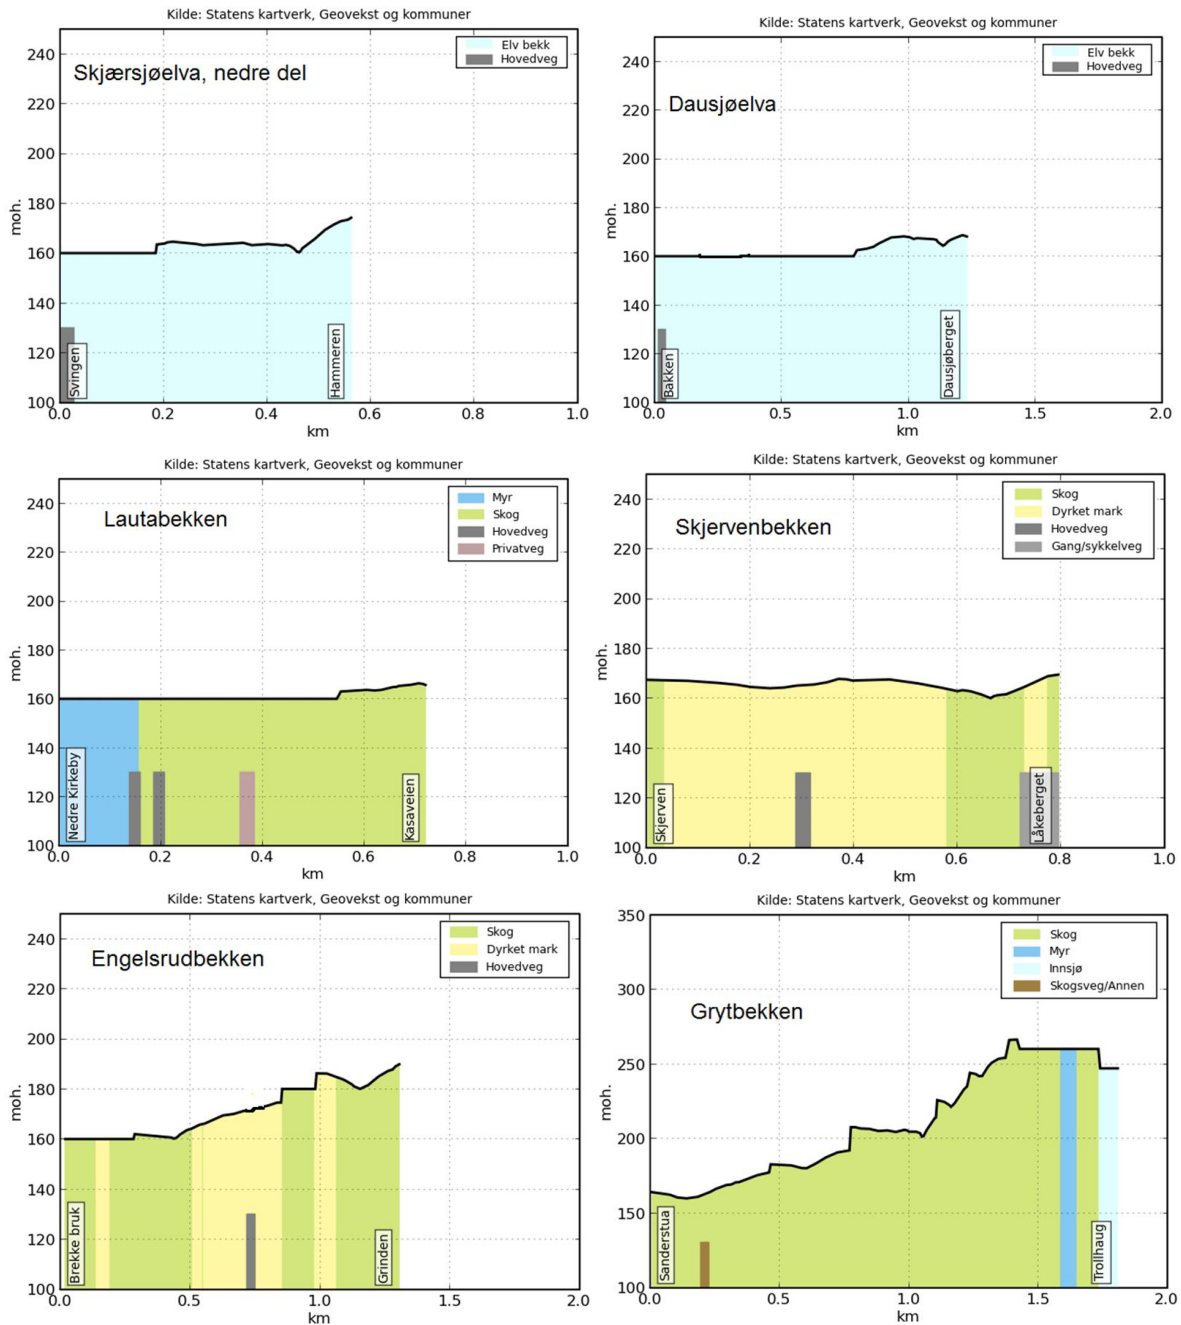 Kilde: Statens kartverk, Geovekst og kommuner
Skjærsjøelva, nedre del
Elv bekk
Hovedveg
moh.
240
220
200
180
160
140
120
100
Svingen
Hammeren
0.0 0.2 0.4 0.6 0.8 1.0
km
Kilde: Statens kartverk, Geovekst og kommuner
Dausjøelva
Elv bekk
Hovedveg
moh.
240
220
200
180
160
140
120
100
Bakken
Dausjøberget
0.0 0.5 1.0 1.5 2.0
km
Kilde: Statens kartverk, Geovekst og kommuner
Lautabekken
Myr
Skog
Hovedveg
Privatveg
moh.
240
220
200
180
160
140
120
100
Nedre Kirkeby
Kasaveien
0.0 0.2 0.4 0.6 0.8 1.0
km
Kilde: Statens kartverk, Geovekst og kommuner
Skjervenbekken
Skog
Dyrket mark
Hovedveg
Gang/sykkelveg
moh.
240
220
200
180
160
140
120
100
Skjerven
Låkeberget
0.0 0.2 0.4 0.6 0.8 1.0
km
Kilde: Statens kartverk, Geovekst og kommuner
Engelsrudbekken
Skog
Dyrket mark
Hovedveg
moh.
240
220
200
180
160
140
120
100
Brekke bruk
Grinden
0.0 0.5 1.0 1.5 2.0
km
Kilde: Statens kartverk, Geovekst og kommuner
Grytbekken
Skog
Myr
Innsjø
Skogsveg/Annen
moh.
350
300
250
200
150
100
Sanderstua
Trollhaug
0.0 0.5 1.0 1.5 2.0
km